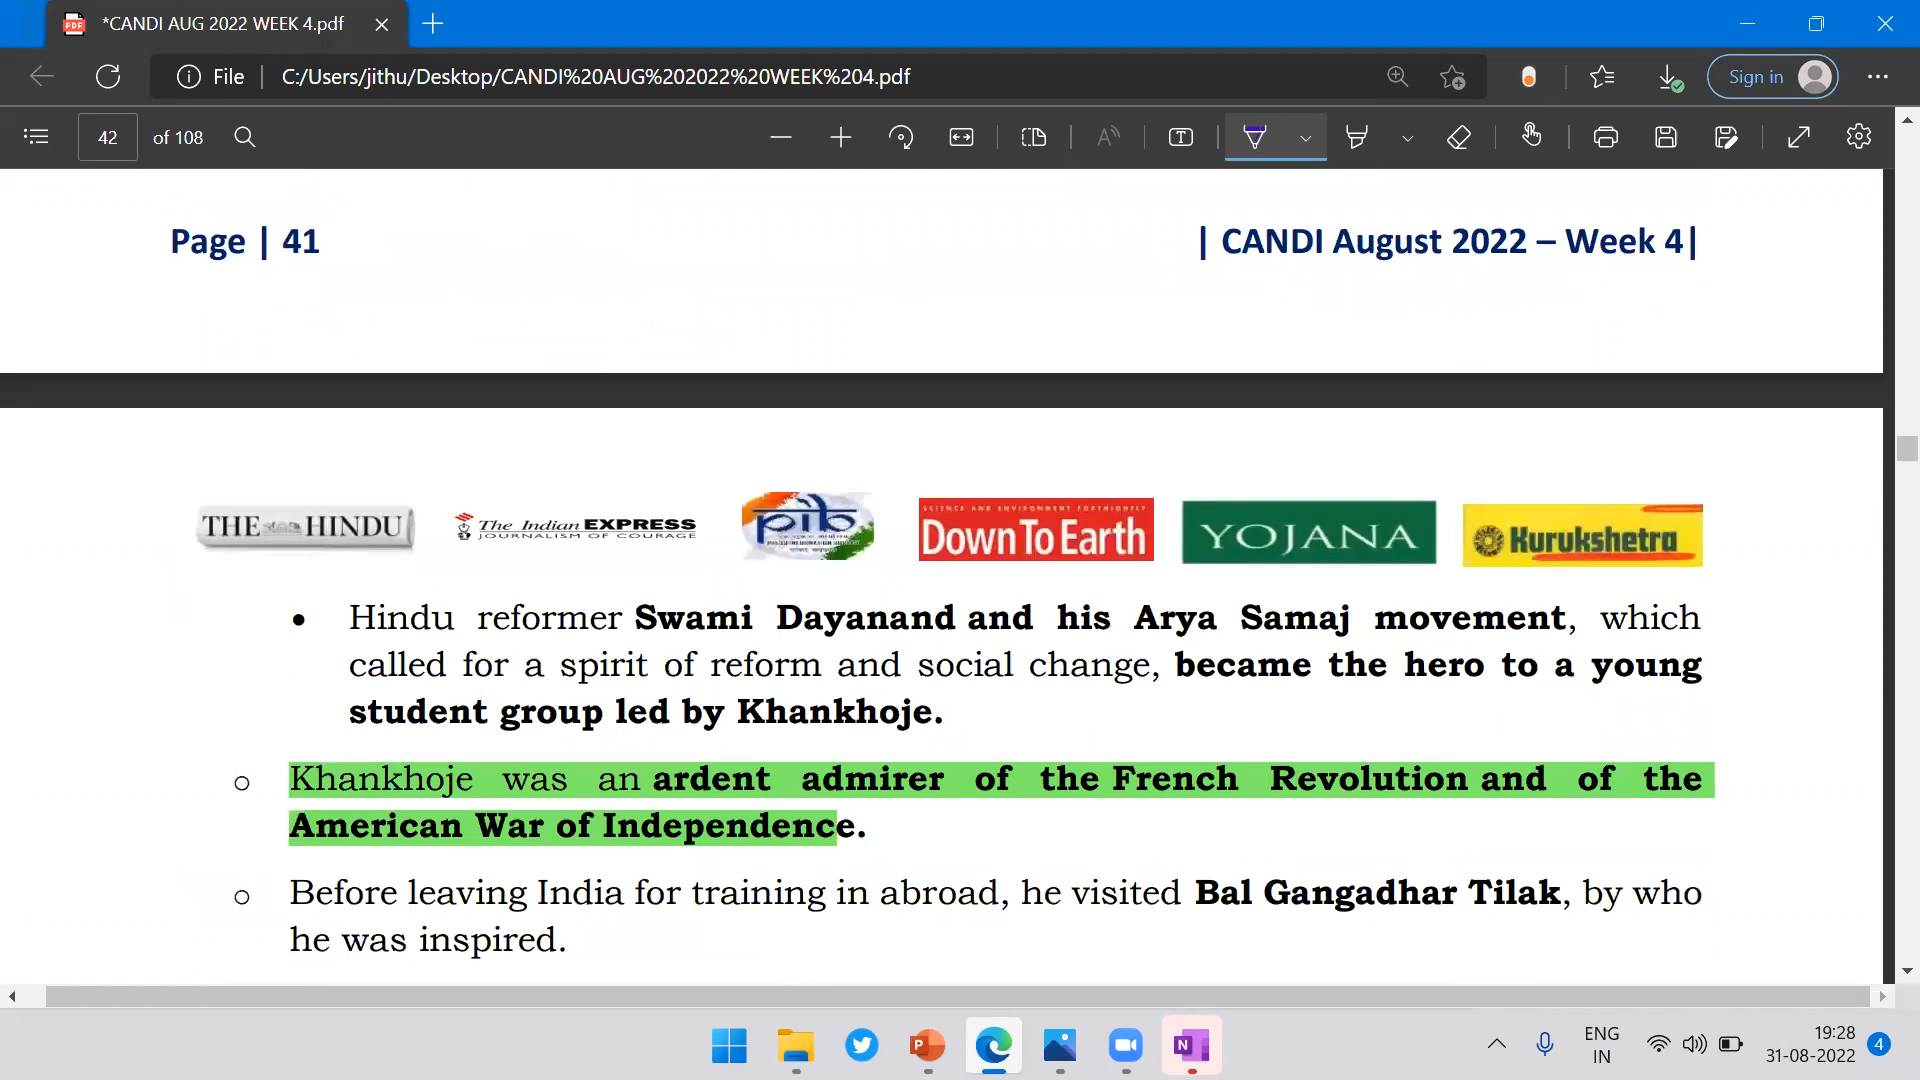 *CANDI AUG 2022 WEEK 4.pdf
File C:/Users/jithu/Desktop/CANDI%20AUG%202022%20WEEK%204.pdf
Sign in
42 of 108
Page | 41 | CANDI August 2022 – Week 4|
THE HINDU The Indian EXPRESS JOURNALISM OF COURAGE pib SCIENCE AND ENVIRONMENT FORTNIGHTLY Down To Earth YOJANA Kurukshetra
• Hindu reformer Swami Dayanand and his Arya Samaj movement, which
called for a spirit of reform and social change, became the hero to a young
student group led by Khankhoje.
o Khankhoje was an ardent admirer of the French Revolution and of the
American War of Independence.
o Before leaving India for training in abroad, he visited Bal Gangadhar Tilak, by who
he was inspired.
ENG
IN
19:28
31-08-2022
4